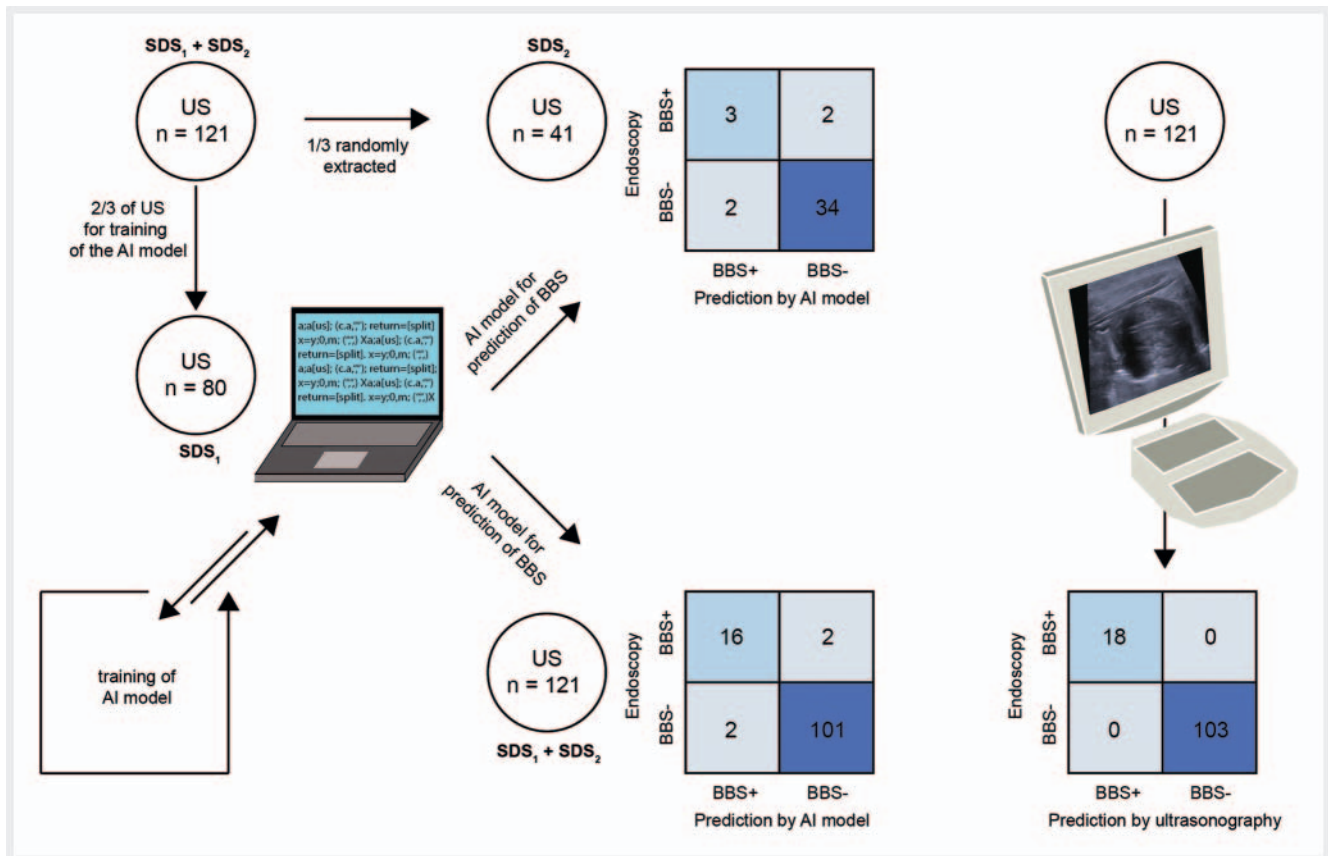 SDS1 + SDS2
US
n = 121
1/3 randomly
extracted
SDS2
US
n = 41
Endoscopy
BBS+
BBS-
3
2
2
34
BBS+
BBS-
Prediction by AI model
US
n = 121
2/3 of US
for training
of the AI model
US
n = 80
SDS1
a;a[us]; (c.a,","); return=[split]
x=y;0,m; (",") Xa;a[us]; (c.a,",")
return=[split], x=y;0,m; (",")
a;a[us]; (c.a,","); return=[split];
x=y;0,m; (",") Xa;a[us]; (c.a,",")
return=[split], x=y;0,m; (",")X
AI model for
prediction of BBS
AI model for
prediction of BBS
training of
AI model
US
n = 121
SDS1 + SDS2
Endoscopy
BBS+
BBS-
16
2
2
101
BBS+
BBS-
Prediction by AI model
Endoscopy
BBS+
BBS-
18
0
0
103
BBS+
BBS-
Prediction by ultrasonography